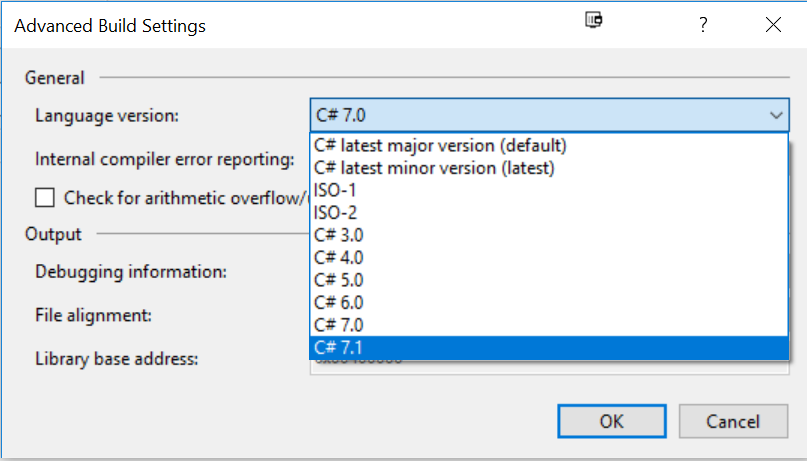 Advanced Build Settings ? 
General
Language version: C# 7.0
C# latest major version (default)
Internal compiler error reporting:
C# latest minor version (latest)
ISO-1
Check for arithmetic overflow/
ISO-2
Output
C# 3.0
C# 4.0
Debugging information:
C# 5.0
C# 6.0
File alignment:
C# 7.0
C# 7.1
Library base address:
OK Cancel